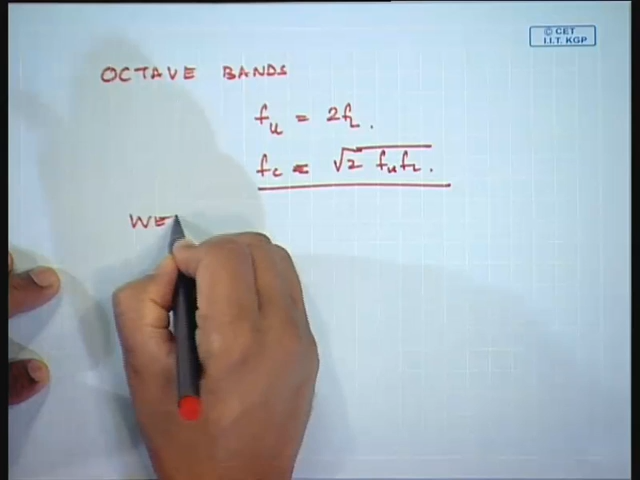 © CET
I.I.T. KGP
OCTAVE BANDS
fu = 2fL.
fc = √2 fufL.
WE